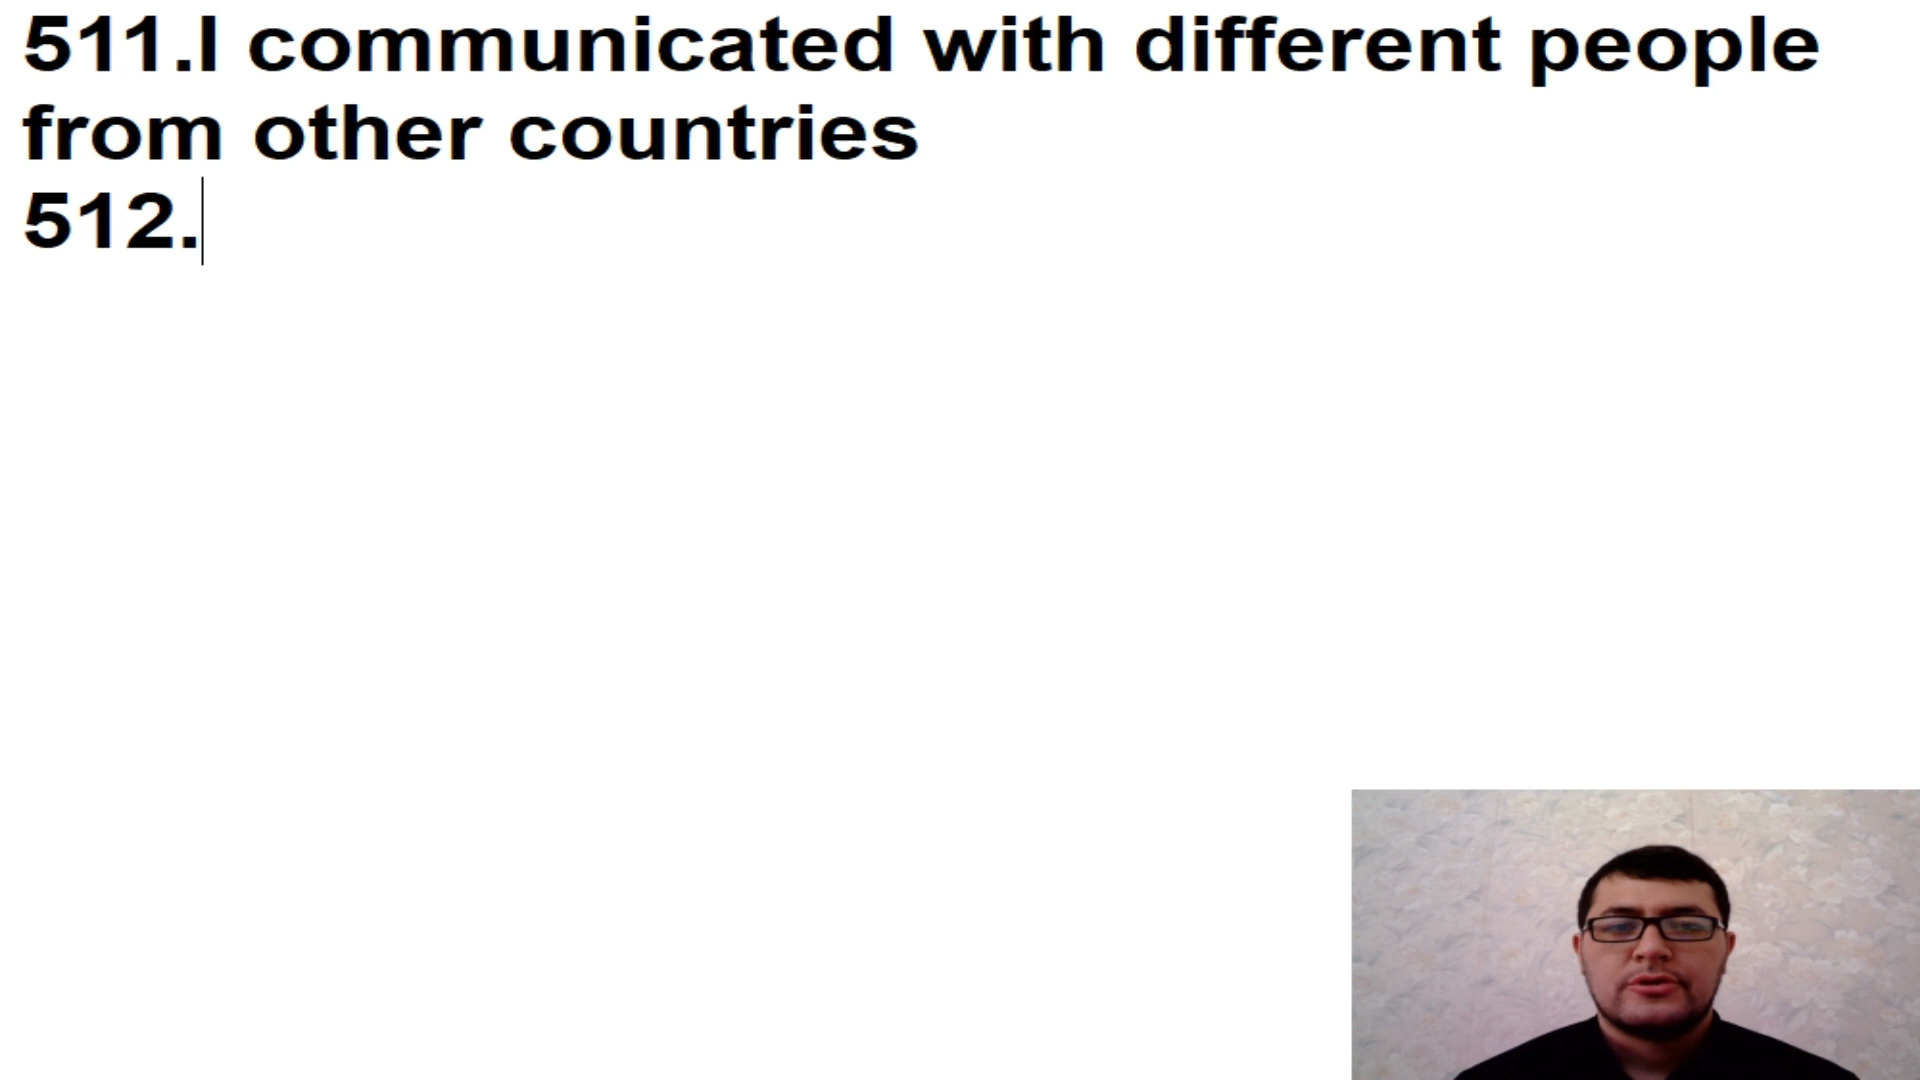 511.I communicated with different people
from other countries
512.